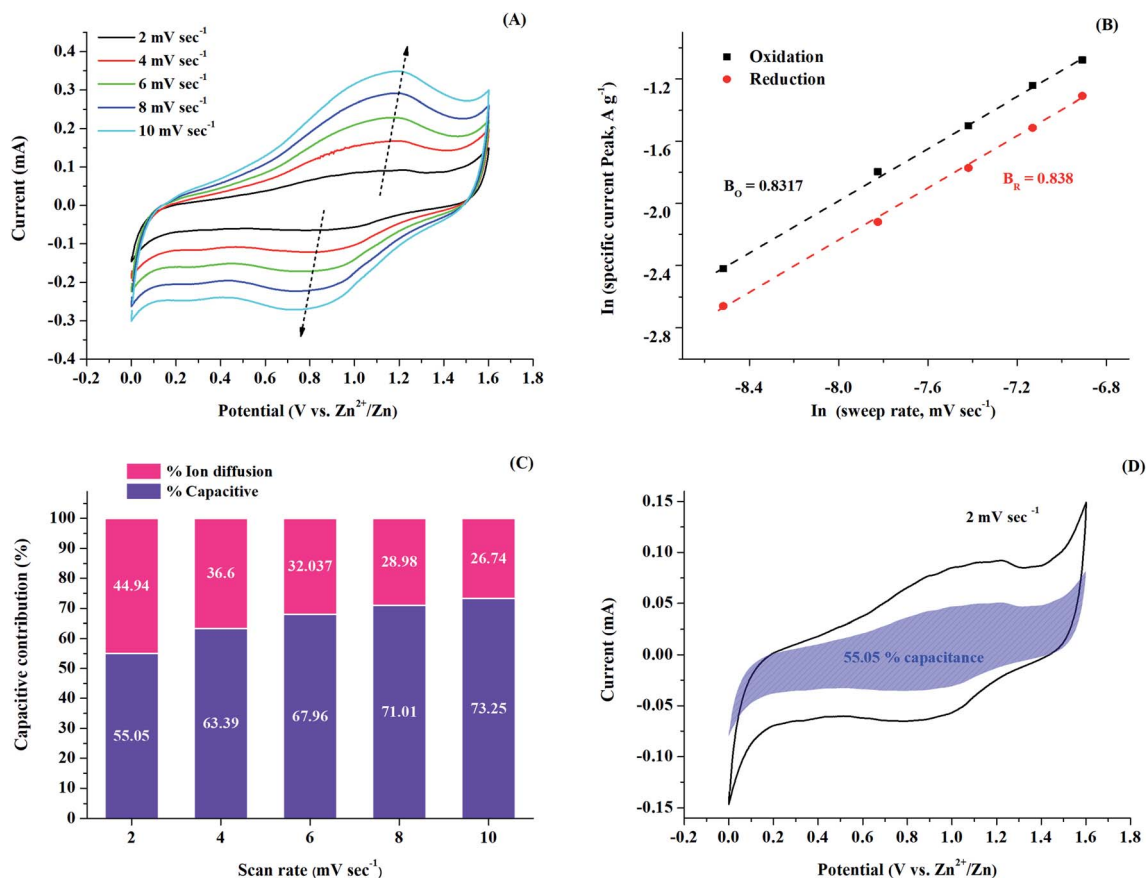 (A)
2 mV sec⁻¹
4 mV sec⁻¹
6 mV sec⁻¹
8 mV sec⁻¹
10 mV sec⁻¹
0.4
0.3
0.2
0.1
0.0
-0.1
-0.2
-0.3
-0.4
Current (mA)
-0.2 0.0 0.2 0.4 0.6 0.8 1.0 1.2 1.4 1.6 1.8
Potential (V vs. Zn²⁺/Zn)
(B)
Oxidation
Reduction
-1.2
-1.6
-2.0
-2.4
-2.8
In (specific current Peak, A g⁻¹)
B_O = 0.8317
B_R = 0.838
-8.4 -8.0 -7.6 -7.2 -6.8
In (sweep rate, mV sec⁻¹)
(C)
% Ion diffusion
% Capacitive
100
90
80
70
60
50
40
30
20
10
0
Capacitive contribution (%)
44.94 36.6 32.037 28.98 26.74
55.05 63.39 67.96 71.01 73.25
2 4 6 8 10
Scan rate (mV sec⁻¹)
(D)
2 mV sec⁻¹
0.15
0.10
0.05
0.00
-0.05
-0.10
-0.15
Current (mA)
55.05 % capacitance
-0.2 0.0 0.2 0.4 0.6 0.8 1.0 1.2 1.4 1.6 1.8
Potential (V vs. Zn²⁺/Zn)